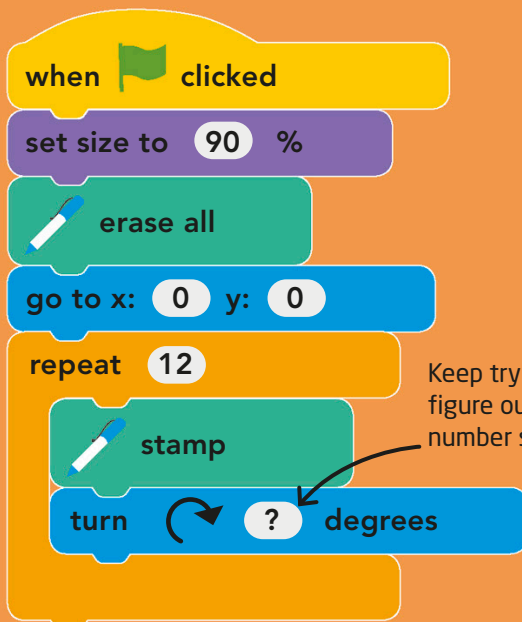 when clicked
set size to 90 %
erase all
go to x: 0 y: 0
repeat 12
Keep try
figure ou
number s
stamp
turn ? degrees